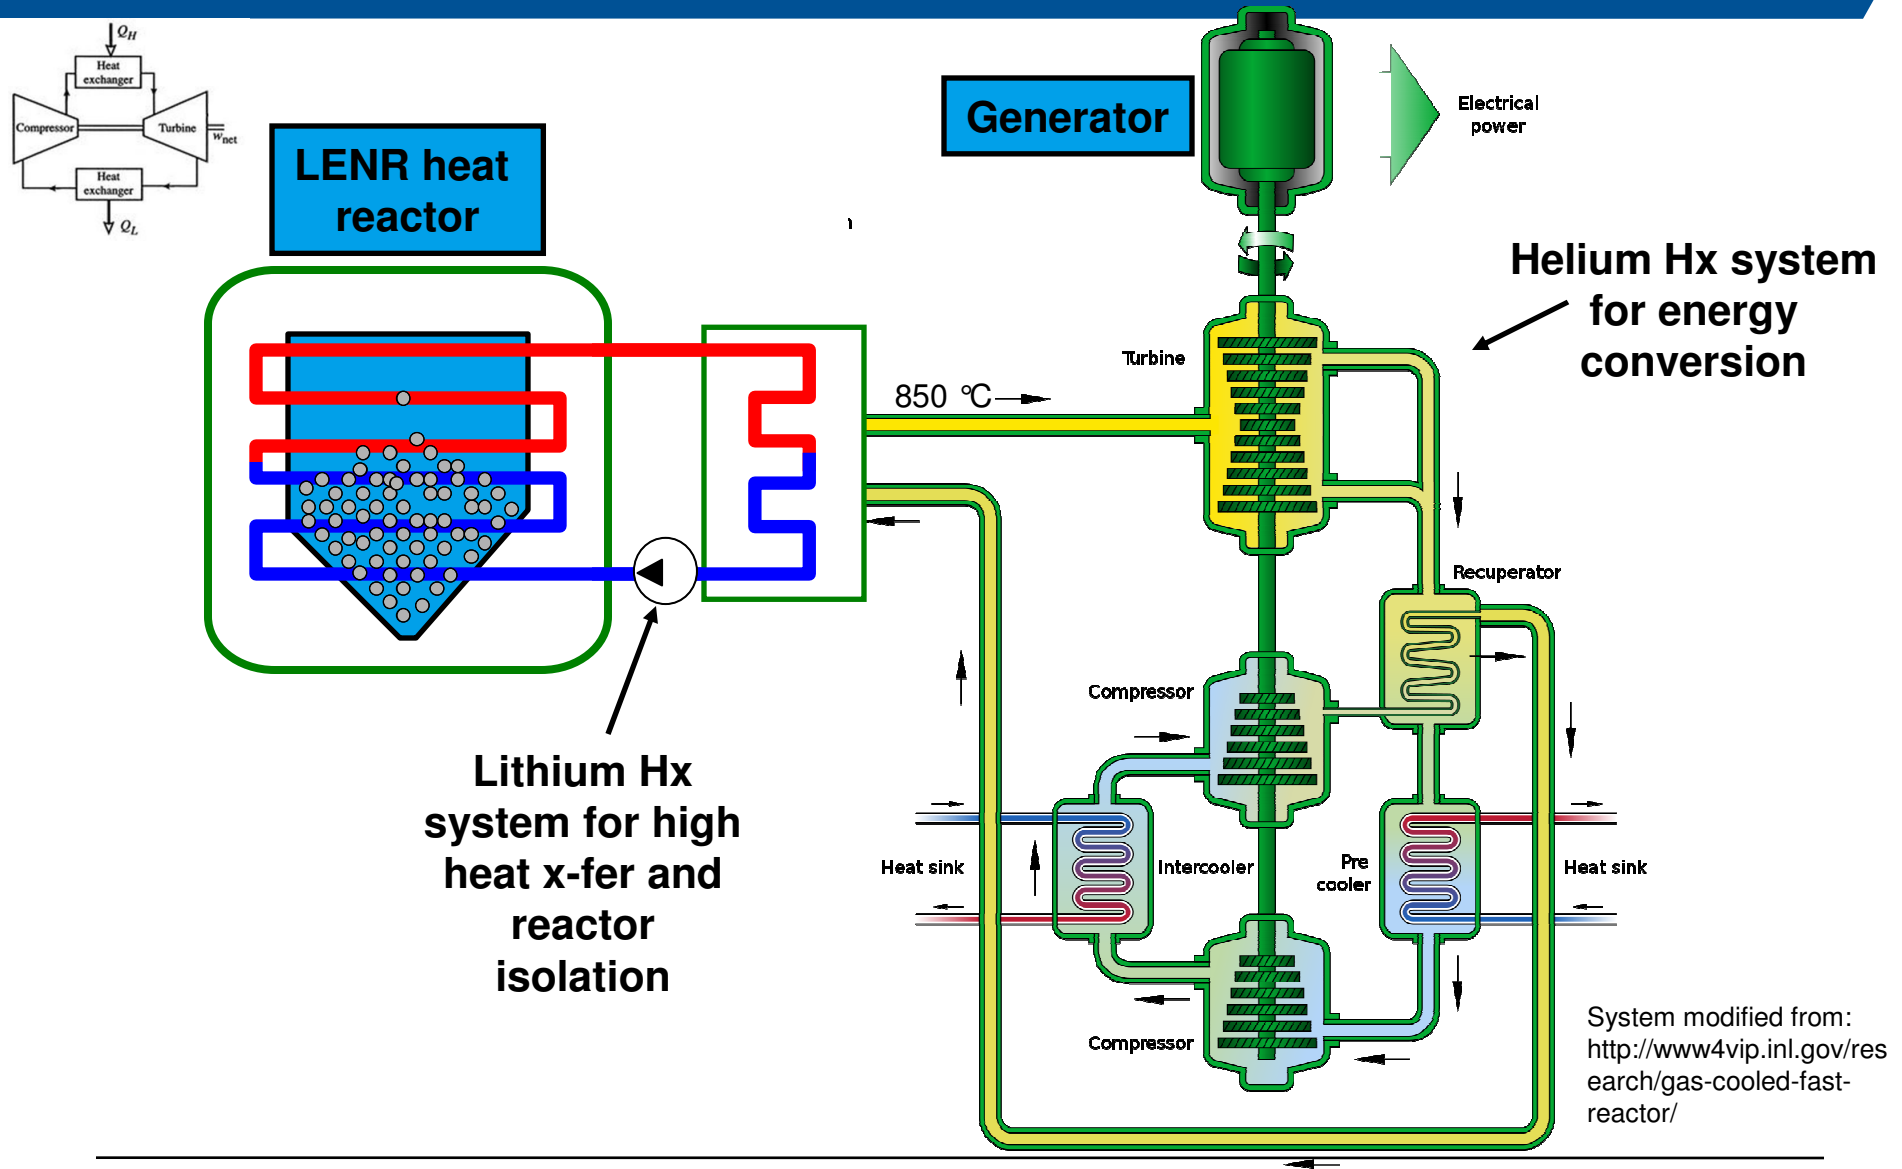 Q_H
Heat
exchanger
Compressor
Turbine
w_net
Heat
exchanger
Q_L
LENR heat
reactor
Generator
Electrical
power
Helium Hx system
for energy
conversion
Turbine
850 °C
Recuperator
Compressor
Lithium Hx
system for high
heat x-fer and
reactor
isolation
Heat sink
Intercooler
Pre
cooler
Heat sink
Compressor
System modified from:
http://www4vip.inl.gov/res
earch/gas-cooled-fast-
reactor/